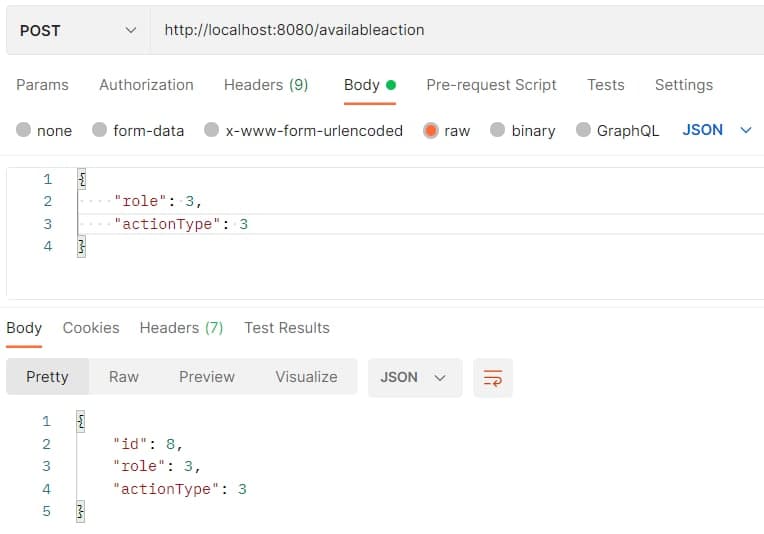 POST http://localhost:8080/availableaction
Params Authorization Headers (9) Body Pre-request Script Tests Settings
none form-data x-www-form-urlencoded raw binary GraphQL JSON
1 {
2 "role": 3,
3 "actionType": 3
4 }
Body Cookies Headers (7) Test Results
Pretty Raw Preview Visualize JSON
1 {
2 "id": 8,
3 "role": 3,
4 "actionType": 3
5 }